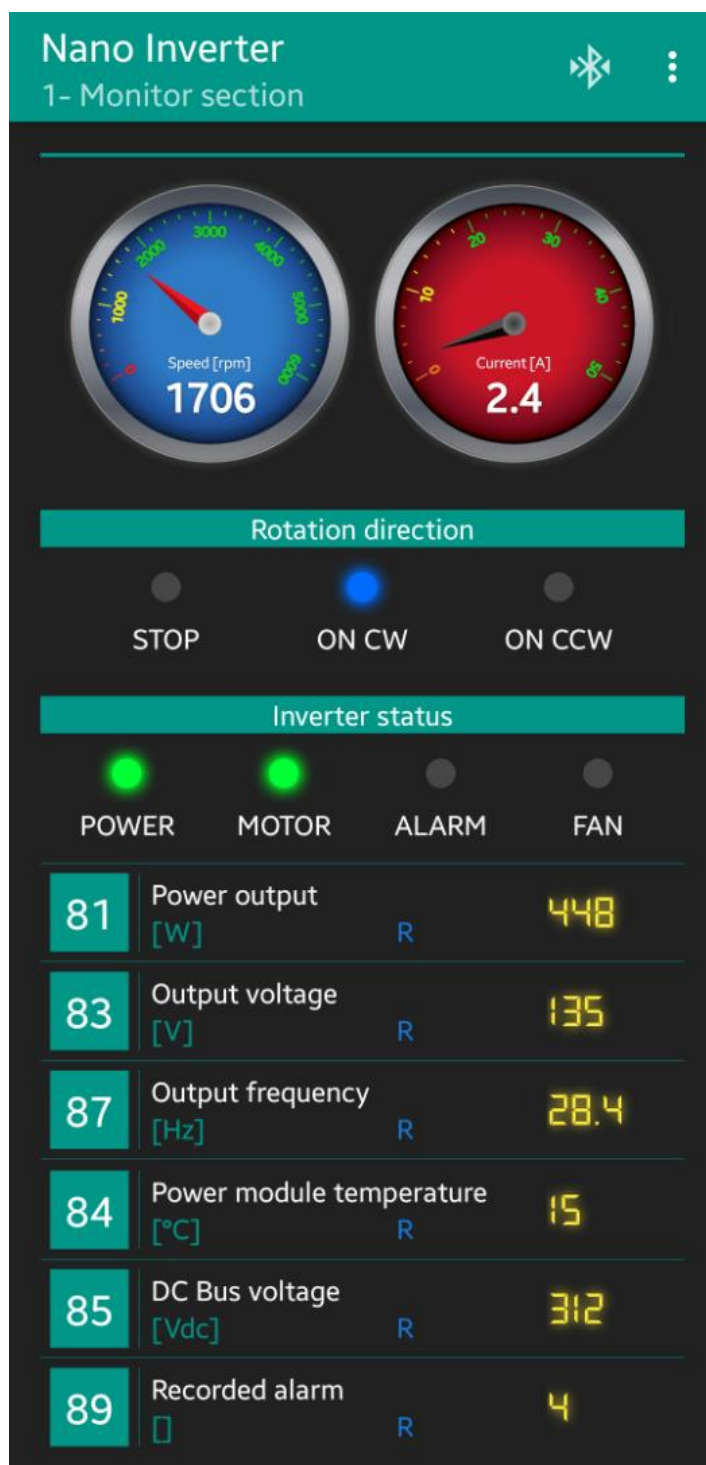 Nano Inverter
1- Monitor section
0
1000
2000
3000
4000
5000
6000
Speed [rpm]
1706
0
10
20
30
40
50
Current [A]
2.4
Rotation direction
STOP ON CW ON CCW
Inverter status
POWER MOTOR ALARM FAN
81 Power output 448
[W] R
83 Output voltage 135
[V] R
87 Output frequency 28.4
[Hz] R
84 Power module temperature 15
[°C] R
85 DC Bus voltage 312
[Vdc] R
89 Recorded alarm 4
[] R